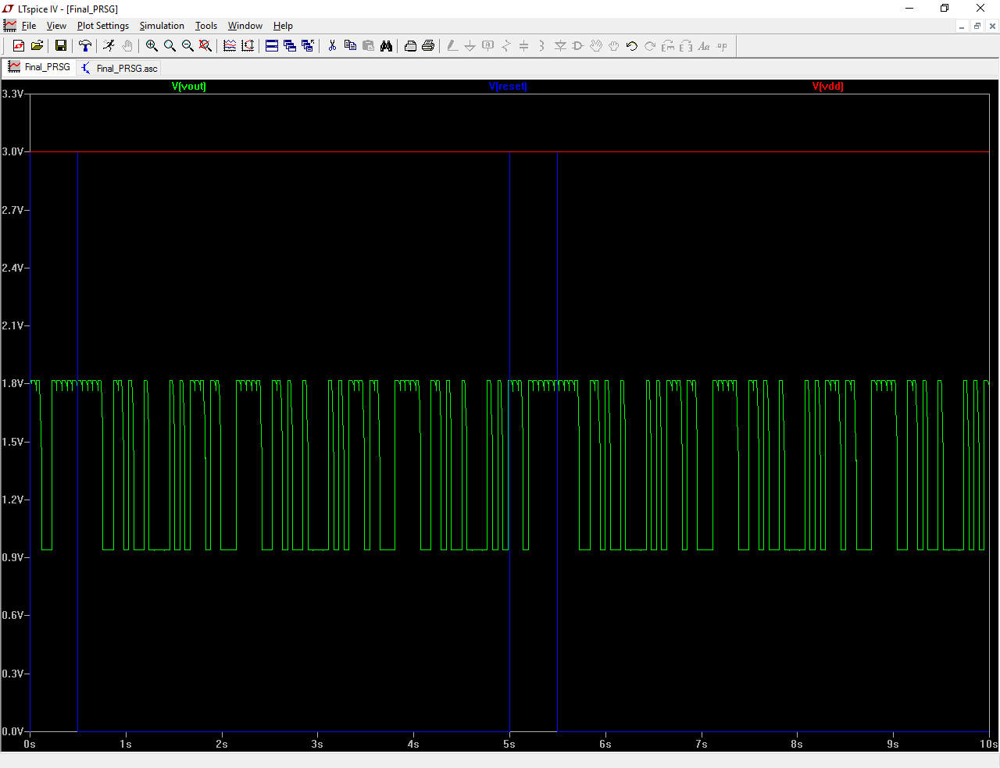 LTspice IV - [Final_PRSG]
File View Plot Settings Simulation Tools Window Help
Final_PRSG Final_PRSG.asc
V(vout) V(reset) V(vdd)
3.3V
3.0V
2.7V
2.4V
2.1V
1.8V
1.5V
1.2V
0.9V
0.6V
0.3V
0.0V
0s 1s 2s 3s 4s 5s 6s 7s 8s 9s 10s